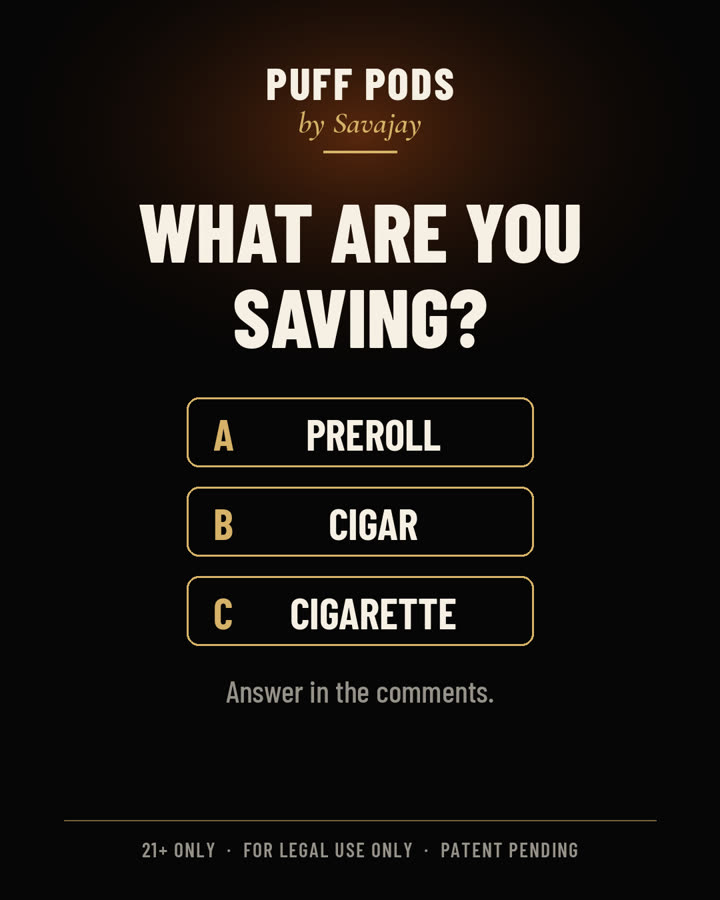 PUFF PODS
by Savajay
WHAT ARE YOU
SAVING?
A PREROLL
B CIGAR
C CIGARETTE
Answer in the comments.
21+ ONLY · FOR LEGAL USE ONLY · PATENT PENDING